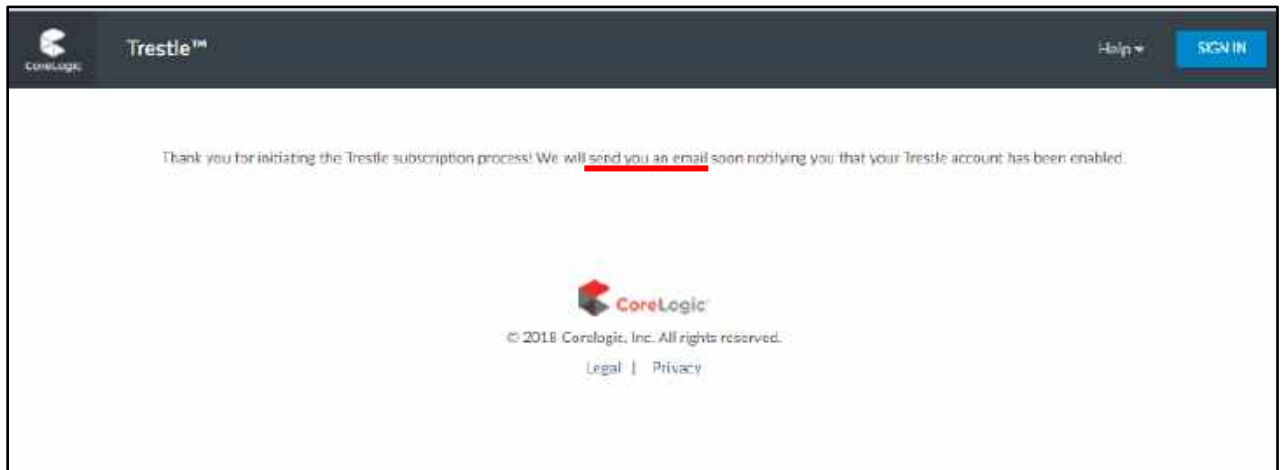 CoreLogic
Trestle™
Help
SIGN IN
Thank you for initiating the Trestle subscription process! We will send you an email soon notifying you that your Trestle account has been enabled.
CoreLogic
© 2018 Corelogic, Inc. All rights reserved.
Legal | Privacy